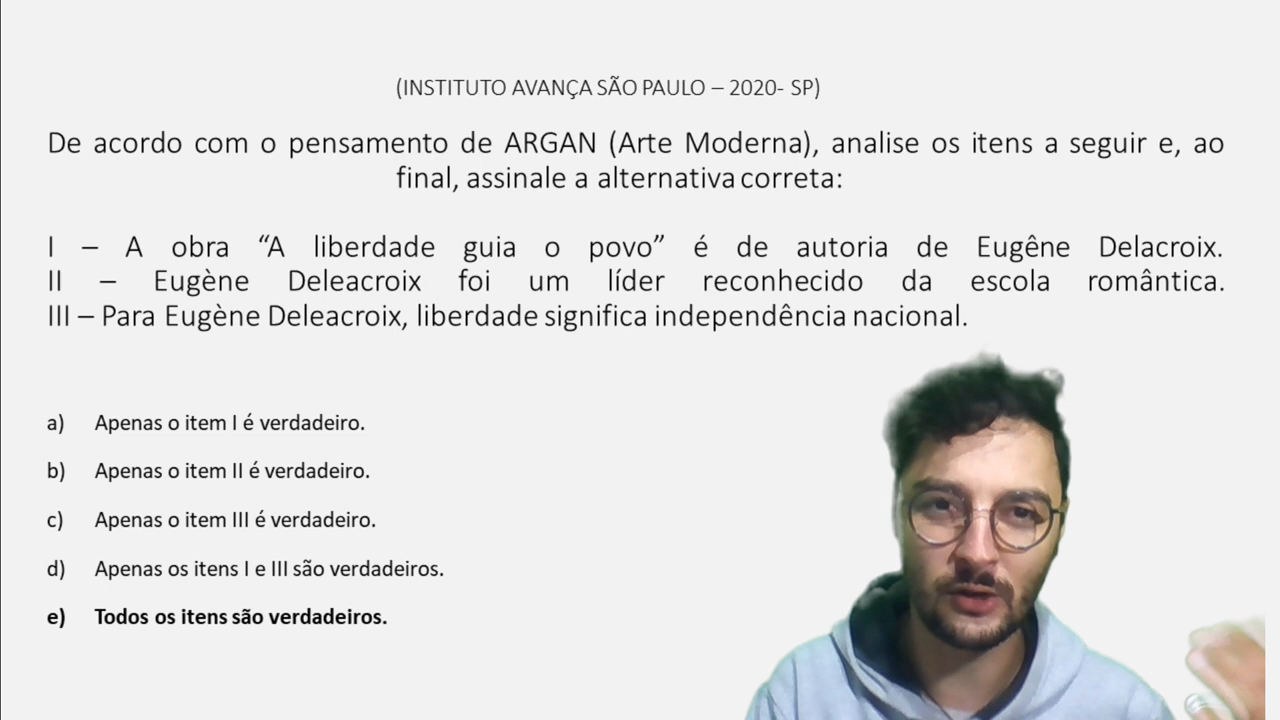 (INSTITUTO AVANÇA SÃO PAULO – 2020- SP)
De acordo com o pensamento de ARGAN (Arte Moderna), analise os itens a seguir e, ao
final, assinale a alternativa correta:
I – A obra “A liberdade guia o povo” é de autoria de Eugêne Delacroix.
II – Eugène Deleacroix foi um líder reconhecido da escola romântica.
III – Para Eugène Deleacroix, liberdade significa independência nacional.
a) Apenas o item I é verdadeiro.
b) Apenas o item II é verdadeiro.
c) Apenas o item III é verdadeiro.
d) Apenas os itens I e III são verdadeiros.
e) Todos os itens são verdadeiros.